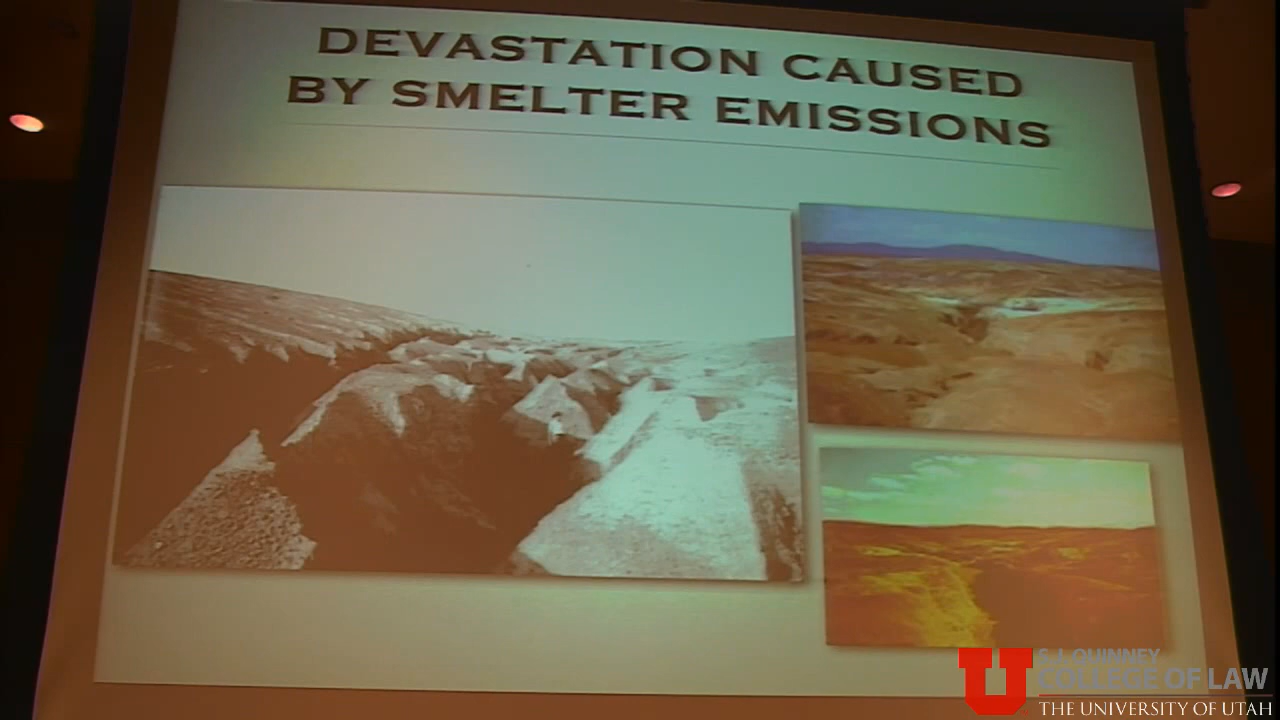 DEVASTATION CAUSED
BY SMELTER EMISSIONS
S.J. QUINNEY
COLLEGE OF LAW
THE UNIVERSITY OF UTAH